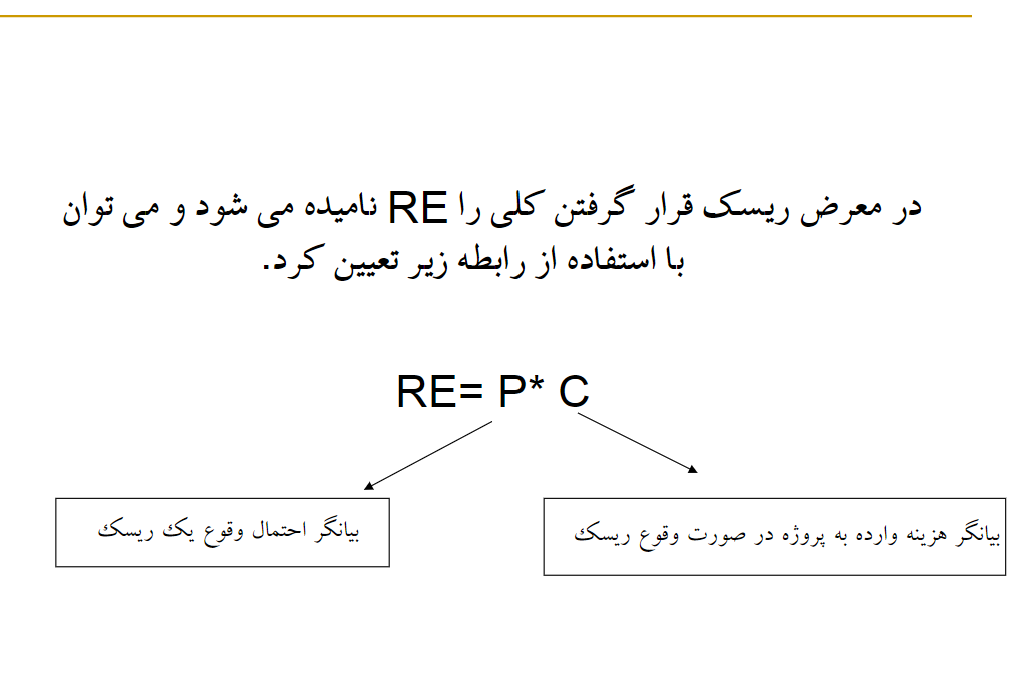 در معرض ریسک قرار گرفتن کلی را RE نامیده می شود و می توان
با استفاده از رابطه زیر تعیین کرد.
RE= P* C
بیانگر احتمال وقوع یک ریسک
بیانگر هزینه وارده به پروژه در صورت وقوع ریسک